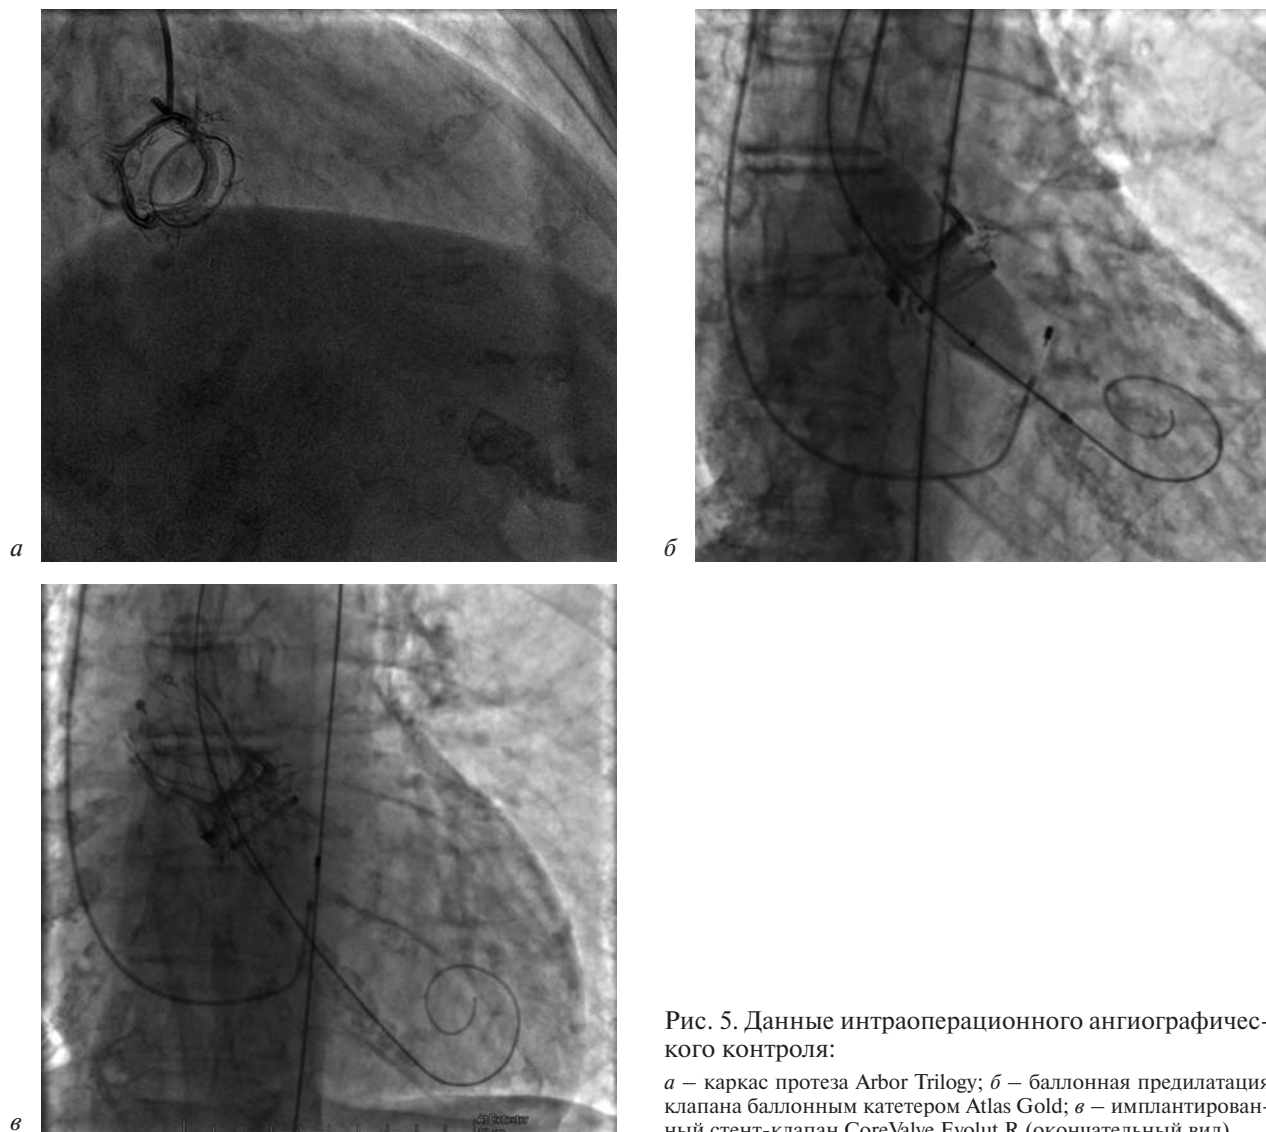 а
б
в
Рис. 5. Данные интраоперационного ангиографичес-
кого контроля:
а – каркас протеза Arbor Trilogy; б – баллонная предилатация
клапана баллонным катетером Atlas Gold; в – имплантирован-
ный стент-клапан CoreValve Evolut R (окончательный вид)